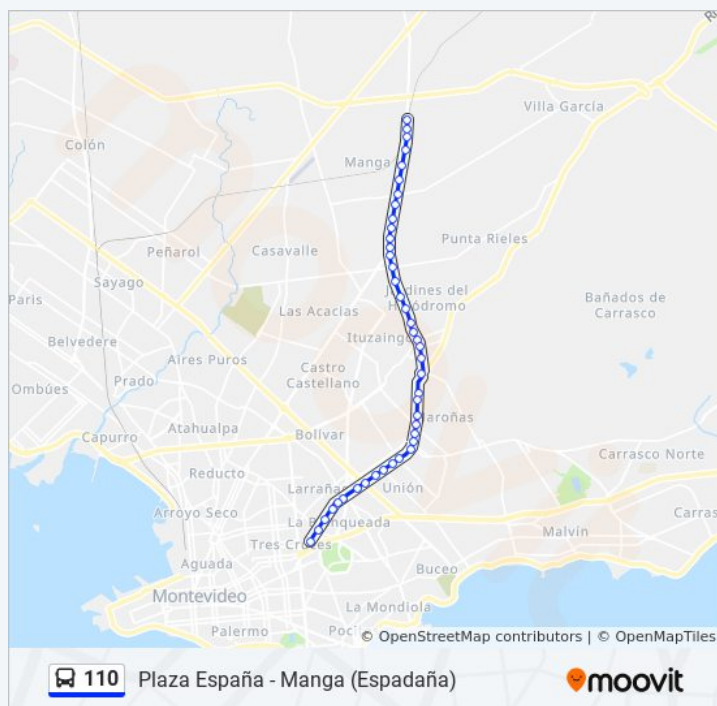 Villa García
Colón
Manga
Punta Rieles
Peñarol
Casavalle
Sayago
Jardines del
Hipódromo
Bañados de
Carrasco
Paris
Las Acacias
Ituzaingó
Belvedere
Aires Puros
Castro
Castellano
Prado
Ombúes
Maroñas
Atahualpa
Capurro
Bolívar
Carrasco Norte
Reducto
Larrañaga
Unión
Arroyo Seco
La Blanqueada
Carras
Malvín
Tres Cruces
Aguada
Buceo
Montevideo
La Mondiola
Palermo
Pocit
© OpenStreetMap contributors | © OpenMapTiles
110 Plaza España - Manga (Espadaña)
moovit